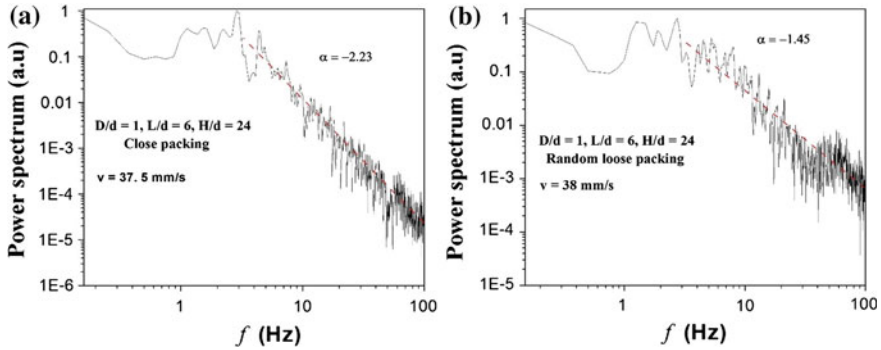 (a)
Power spectrum (a.u)
1
0.1
0.01
1E-3
1E-4
1E-5
1E-6
α = –2.23
D/d = 1, L/d = 6, H/d = 24
Close packing
v = 37. 5 mm/s
1
10
100
f (Hz)
(b)
Power spectrum (a.u)
1
0.1
0.01
1E-3
1E-4
1E-5
α = –1.45
D/d = 1, L/d = 6, H/d = 24
Random loose packing
v = 38 mm/s
1
10
100
f (Hz)